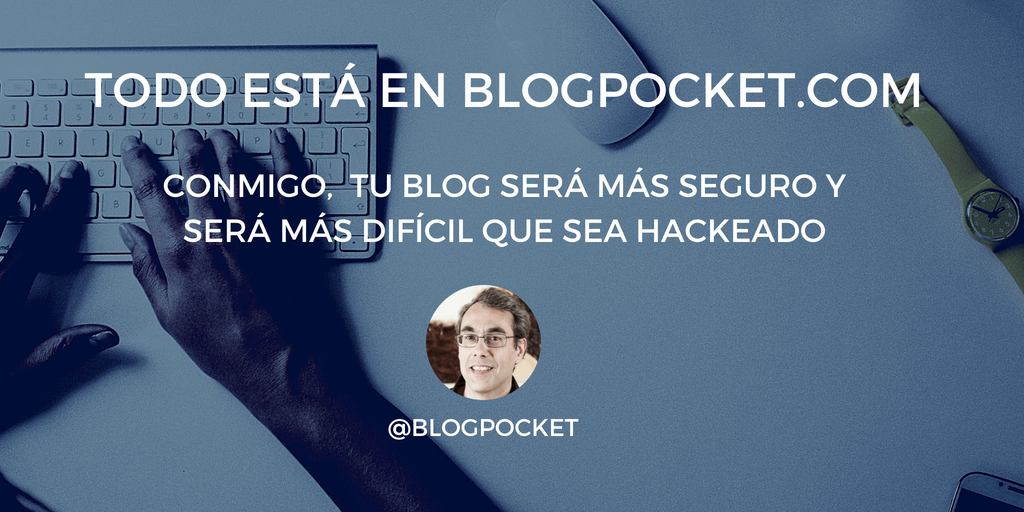 TODO ESTÁ EN BLOGPOCKET.COM
CONMIGO, TU BLOG SERÁ MÁS SEGURO Y
SERÁ MÁS DIFÍCIL QUE SEA HACKEADO
@BLOGPOCKET